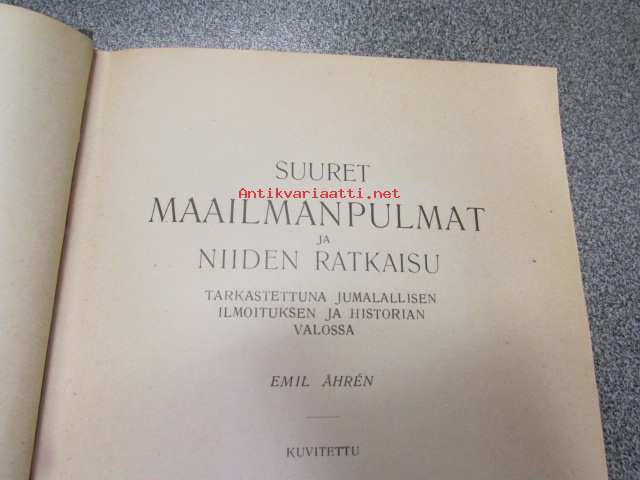 SUURET
Antikvariaatti.net
MAAILMANPULMAT
JA
NIIDEN RATKAISU
TARKASTETTUNA JUMALALLISEN
ILMOITUKSEN JA HISTORIAN
VALOSSA
EMIL ÅHRÉN
KUVITETTU